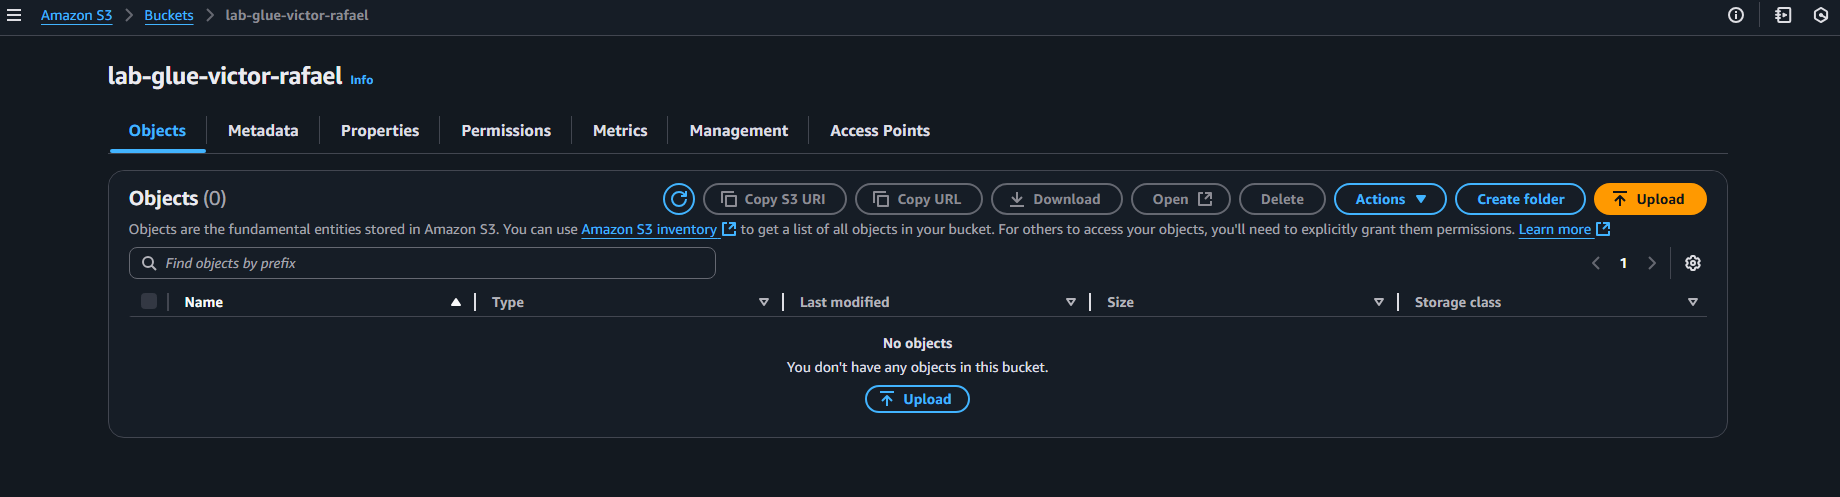 Amazon S3 > Buckets > lab-glue-victor-rafael
lab-glue-victor-rafael Info
Objects Metadata Properties Permissions Metrics Management Access Points
Objects (0) Copy S3 URI Copy URL Download Open Delete Actions Create folder Upload
Objects are the fundamental entities stored in Amazon S3. You can use Amazon S3 inventory to get a list of all objects in your bucket. For others to access your objects, you'll need to explicitly grant them permissions. Learn more
Find objects by prefix 1
Name Type Last modified Size Storage class
No objects
You don't have any objects in this bucket.
Upload